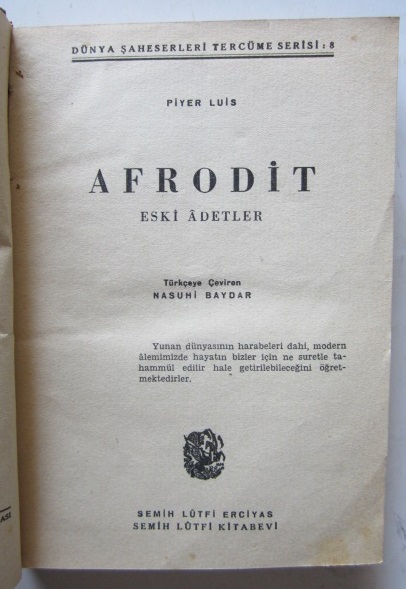 DÜNYA ŞAHESERLERİ TERCÜME SERİSİ: 8
PİYER LUİS
AFRODİT
ESKİ ÂDETLER
Türkçeye Çeviren
NASUHİ BAYDAR
Yunan dünyasının harabeleri dahi, modern
âlemimizde hayatın bizler için ne suretle ta-
hammül edilir hale getirilebileceğini öğret-
mektedirler.
SEMİH LÛTFİ ERCİYAS
SEMİH LÛTFİ KİTABEVİ